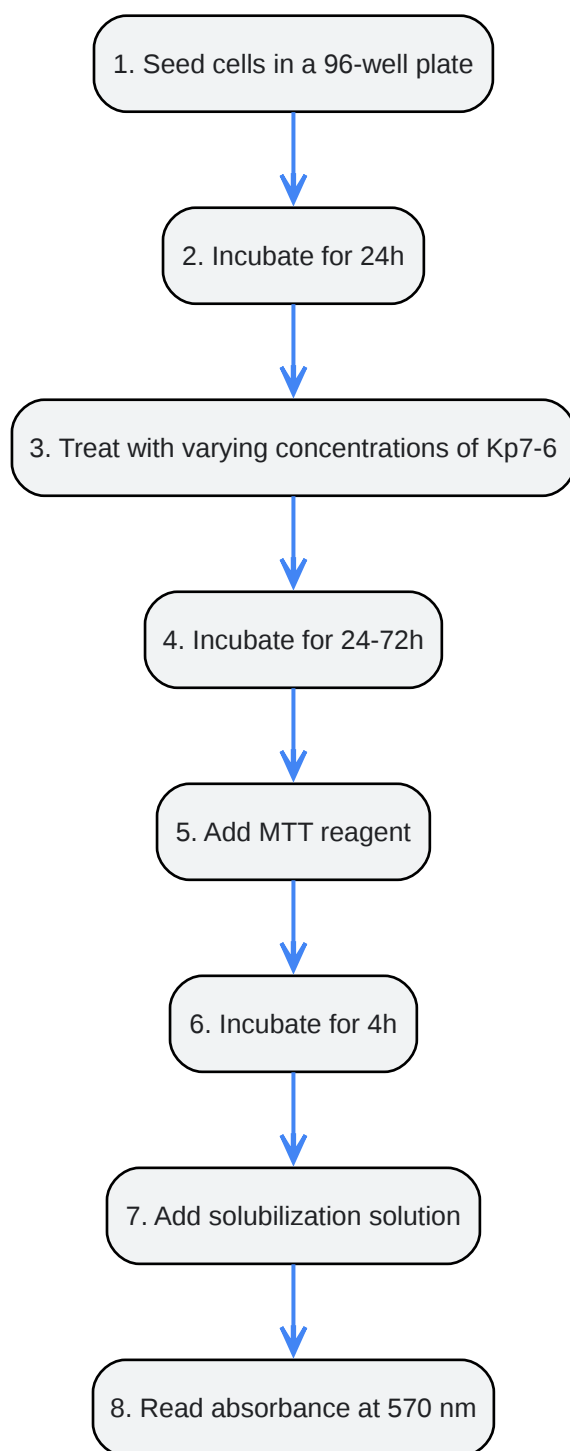 1. Seed cells in a 96-well plate
2. Incubate for 24h
3. Treat with varying concentrations of Kp7-6
4. Incubate for 24-72h
5. Add MTT reagent
6. Incubate for 4h
7. Add solubilization solution
8. Read absorbance at 570 nm